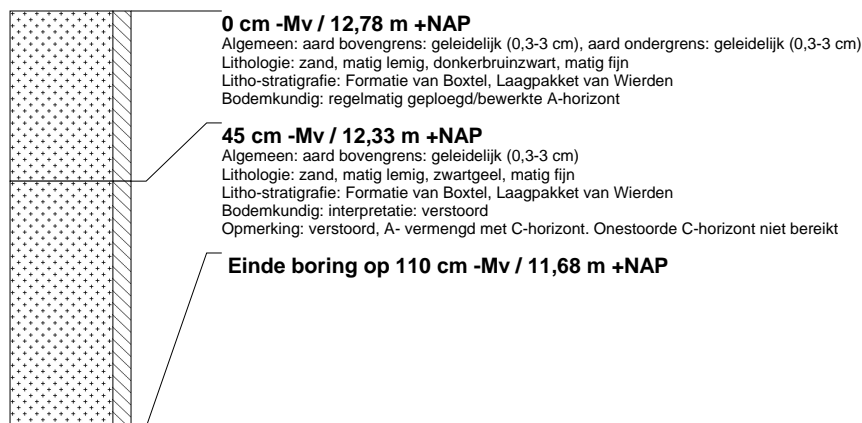 0 cm -Mv / 12,78 m +NAP
Algemeen: aard bovengrens: geleidelijk (0,3-3 cm), aard ondergrens: geleidelijk (0,3-3 cm)
Lithologie: zand, matig lemig, donkerbruinzwart, matig fijn
Litho-stratigrafie: Formatie van Boxtel, Laagpakket van Wierden
Bodemkundig: regelmatig geploegd/bewerkte A-horizont
45 cm -Mv / 12,33 m +NAP
Algemeen: aard bovengrens: geleidelijk (0,3-3 cm)
Lithologie: zand, matig lemig, zwartgeel, matig fijn
Litho-stratigrafie: Formatie van Boxtel, Laagpakket van Wierden
Bodemkundig: interpretatie: verstoord
Opmerking: verstoord, A- vermengd met C-horizont. Onestoorde C-horizont niet bereikt
Einde boring op 110 cm -Mv / 11,68 m +NAP